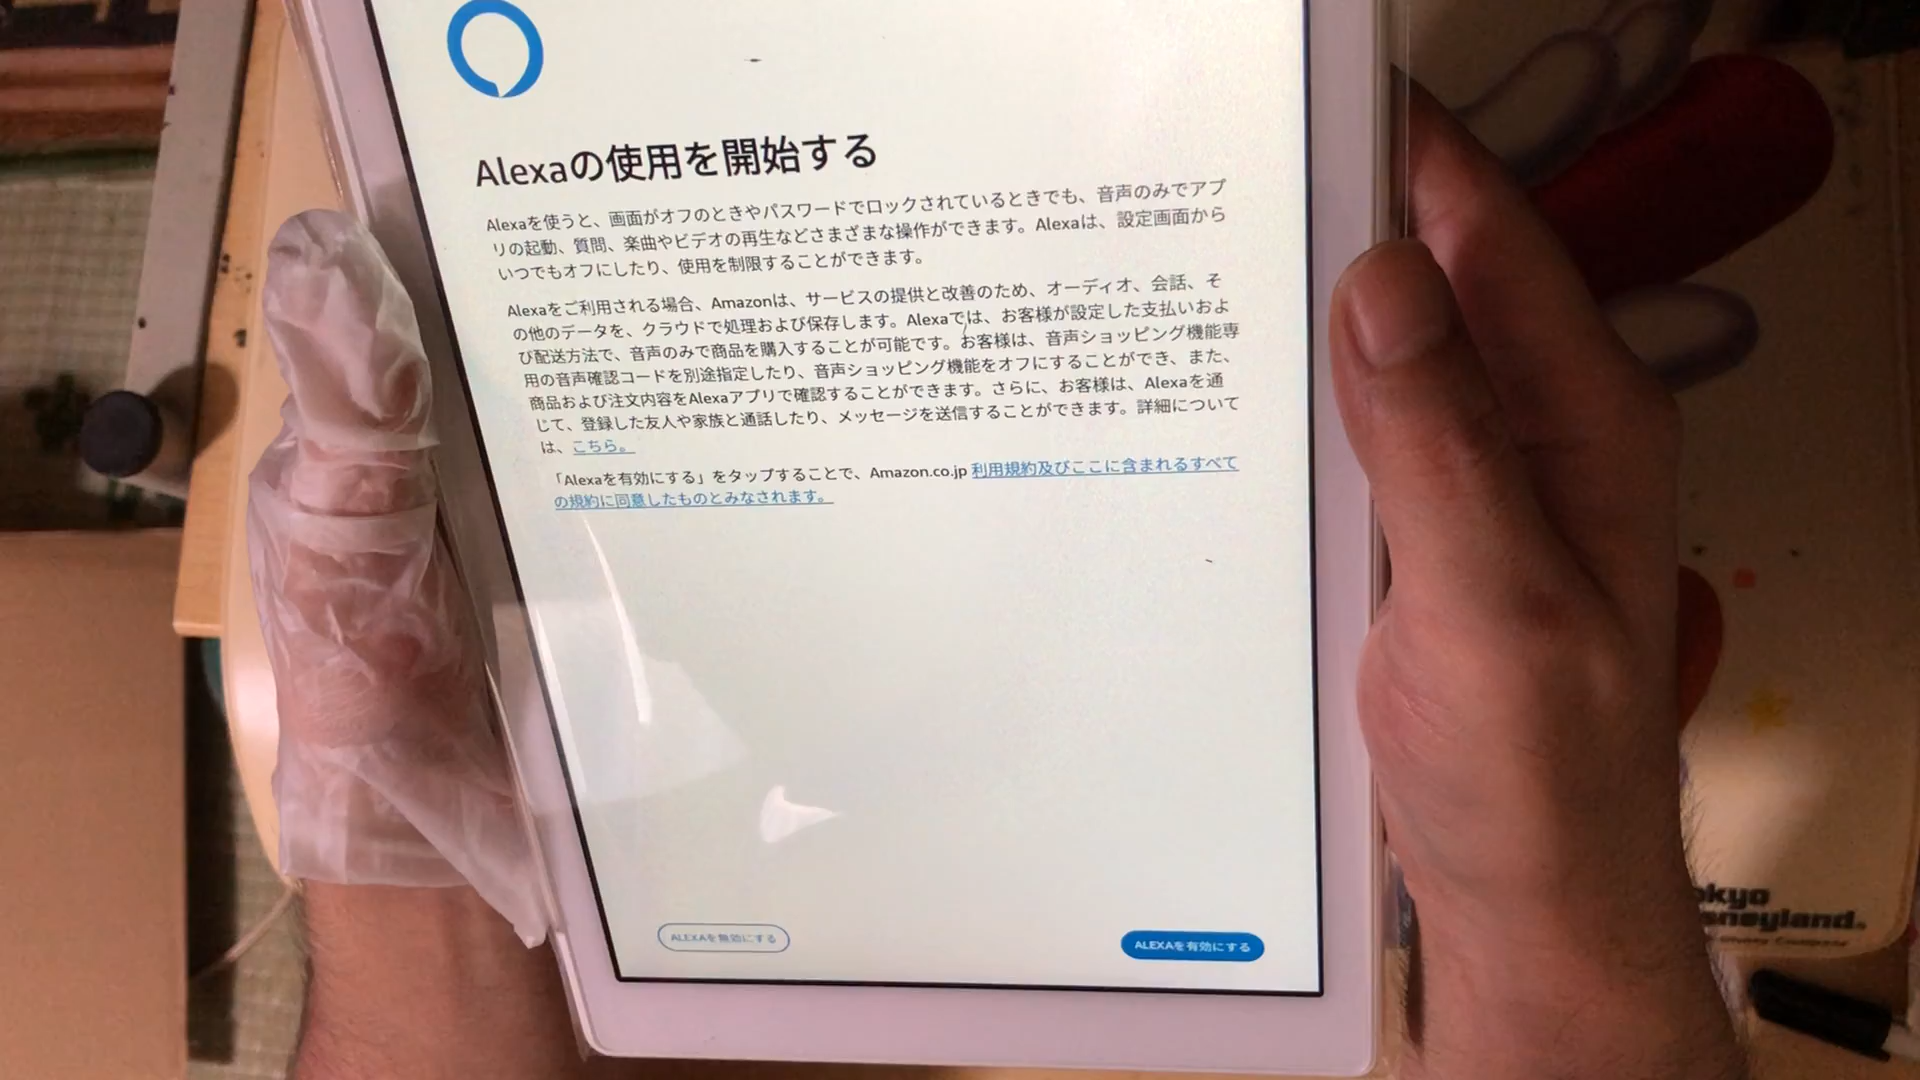 Alexaの使用を開始する
Alexaを使うと、画面がオフのときやパスワードでロックされているときでも、音声のみでアプ
リの起動、質問、楽曲やビデオの再生などさまざまな操作ができます。Alexaは、設定画面から
いつでもオフにしたり、使用を制限することができます。
Alexaをご利用される場合、Amazonは、サービスの提供と改善のため、オーディオ、会話、そ
の他のデータを、クラウドで処理および保存します。Alexaでは、お客様が設定した支払いおよ
び配送方法で、音声のみで商品を購入することが可能です。お客様は、音声ショッピング機能専
用の音声確認コードを別途指定したり、音声ショッピング機能をオフにすることができ、また、
商品および注文内容をAlexaアプリで確認することができます。さらに、お客様は、Alexaを通
じて、登録した友人や家族と通話したり、メッセージを送信することができます。詳細について
は、こちら。
「Alexaを有効にする」をタップすることで、Amazon.co.jp 利用規約及びここに含まれるすべて
の規約に同意したものとみなされます。
ALEXAを無効にする
ALEXAを有効にする
okyo
sneyland.